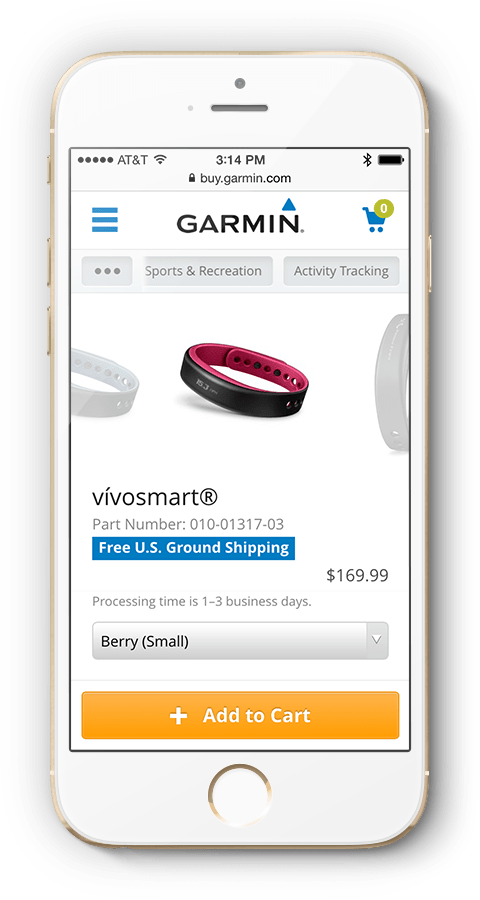 AT&T 3:14 PM
buy.garmin.com
GARMIN®
0
Sports & Recreation Activity Tracking
vívosmart®
Part Number: 010-01317-03
Free U.S. Ground Shipping
$169.99
Processing time is 1–3 business days.
Berry (Small)
+ Add to Cart